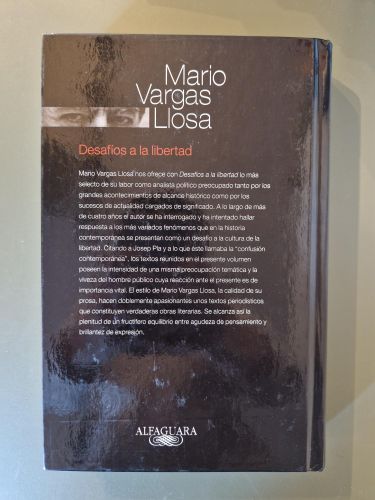 Mario
Vargas
Llosa
Desafíos a la libertad
Mario Vargas Llosa nos ofrece con Desafíos a la libertad lo más
selecto de su labor como analista político preocupado tanto por los
grandes acontecimientos de alcance histórico como por los
sucesos de actualidad cargados de significado. A lo largo de más
de cuatro años el autor se ha interrogado y ha intentado hallar
respuesta a los más variados fenómenos que en la historia
contemporánea se presentan como un desafío a la cultura de la
libertad. Citando a Josep Pla y a lo que éste llamaba la "confusión
contemporánea", los textos reunidos en el presente volumen
poseen la intensidad de una misma preocupación temática y la
viveza del hombre público cuya reacción ante el presente es de
importancia vital. El estilo de Mario Vargas Llosa, la calidad de su
prosa, hacen doblemente apasionantes unos textos periodísticos
que constituyen verdaderas obras literarias. Se alcanza así la
plenitud de un fructífero equilibrio entre agudeza de pensamiento y
brillantez de expresión.
ALFAGUARA